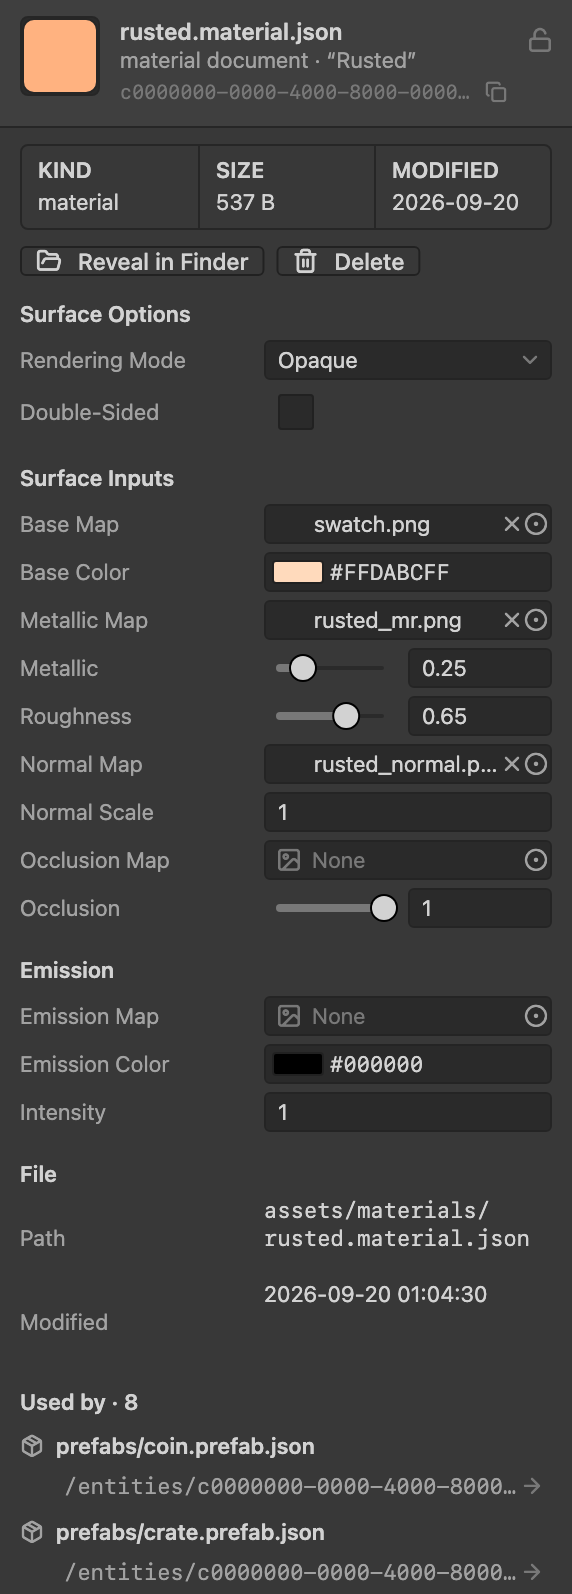 rusted.material.json
material document · “Rusted”
c0000000-0000-4000-8000-0000…
KIND
material
SIZE
537 B
MODIFIED
2026-09-20
Reveal in Finder
Delete
Surface Options
Rendering Mode
Opaque
Double-Sided
Surface Inputs
Base Map
swatch.png
Base Color
#FFDABCFF
Metallic Map
rusted_mr.png
Metallic
0.25
Roughness
0.65
Normal Map
rusted_normal.p…
Normal Scale
1
Occlusion Map
None
Occlusion
1
Emission
Emission Map
None
Emission Color
#000000
Intensity
1
File
Path
assets/materials/
rusted.material.json
Modified
2026-09-20 01:04:30
Used by · 8
prefabs/coin.prefab.json
/entities/c0000000-0000-4000-8000…
prefabs/crate.prefab.json
/entities/c0000000-0000-4000-8000…